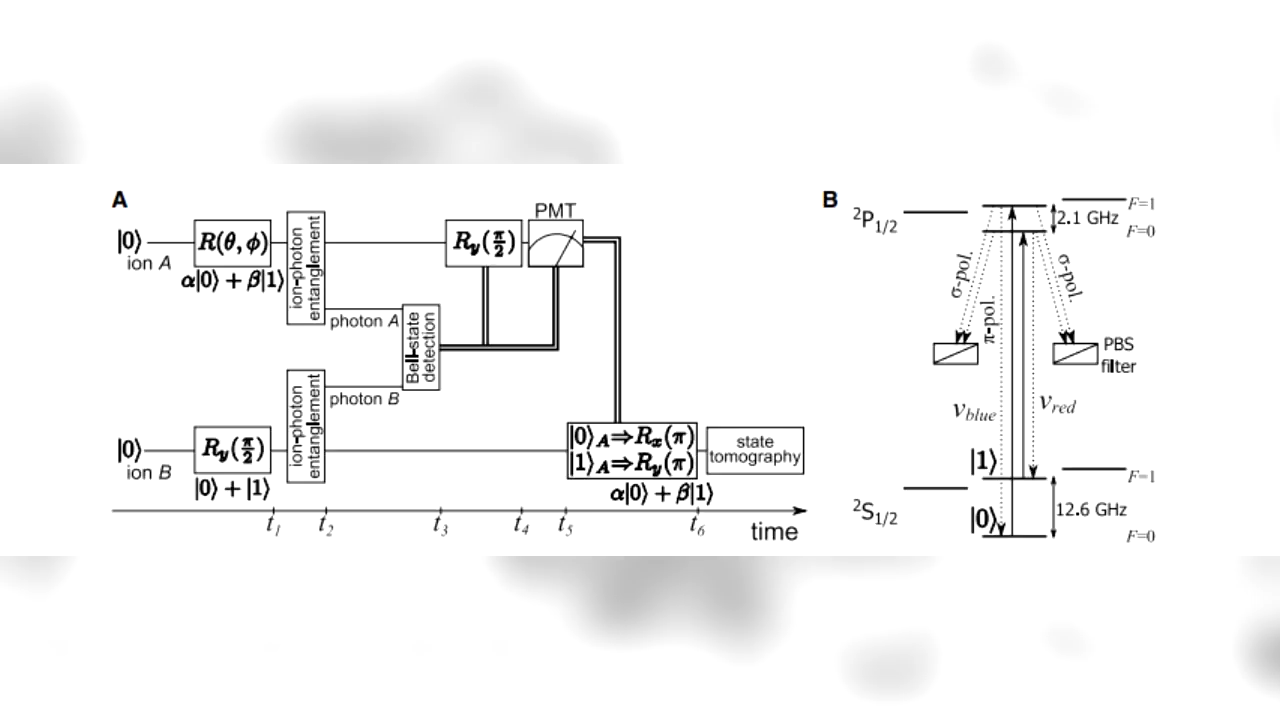 A
PMT
|0⟩
ion A
R(θ, ϕ)
α|0⟩ + β|1⟩
ion-photon
entanglement
R_y(π/2)
photon A
Bell-state
detection
photon B
|0⟩
ion B
R_y(π/2)
|0⟩ + |1⟩
ion-photon
entanglement
|0⟩_A⇒R_x(π)
|1⟩_A⇒R_y(π)
α|0⟩ + β|1⟩
state
tomography
t_1 t_2 t_3 t_4 t_5 t_6
time
B
²P_1/2
F=1
2.1 GHz
F=0
σ-pol.
π-pol.
σ-pol.
PBS
filter
ν_blue
ν_red
|1⟩
F=1
²S_1/2
12.6 GHz
|0⟩
F=0